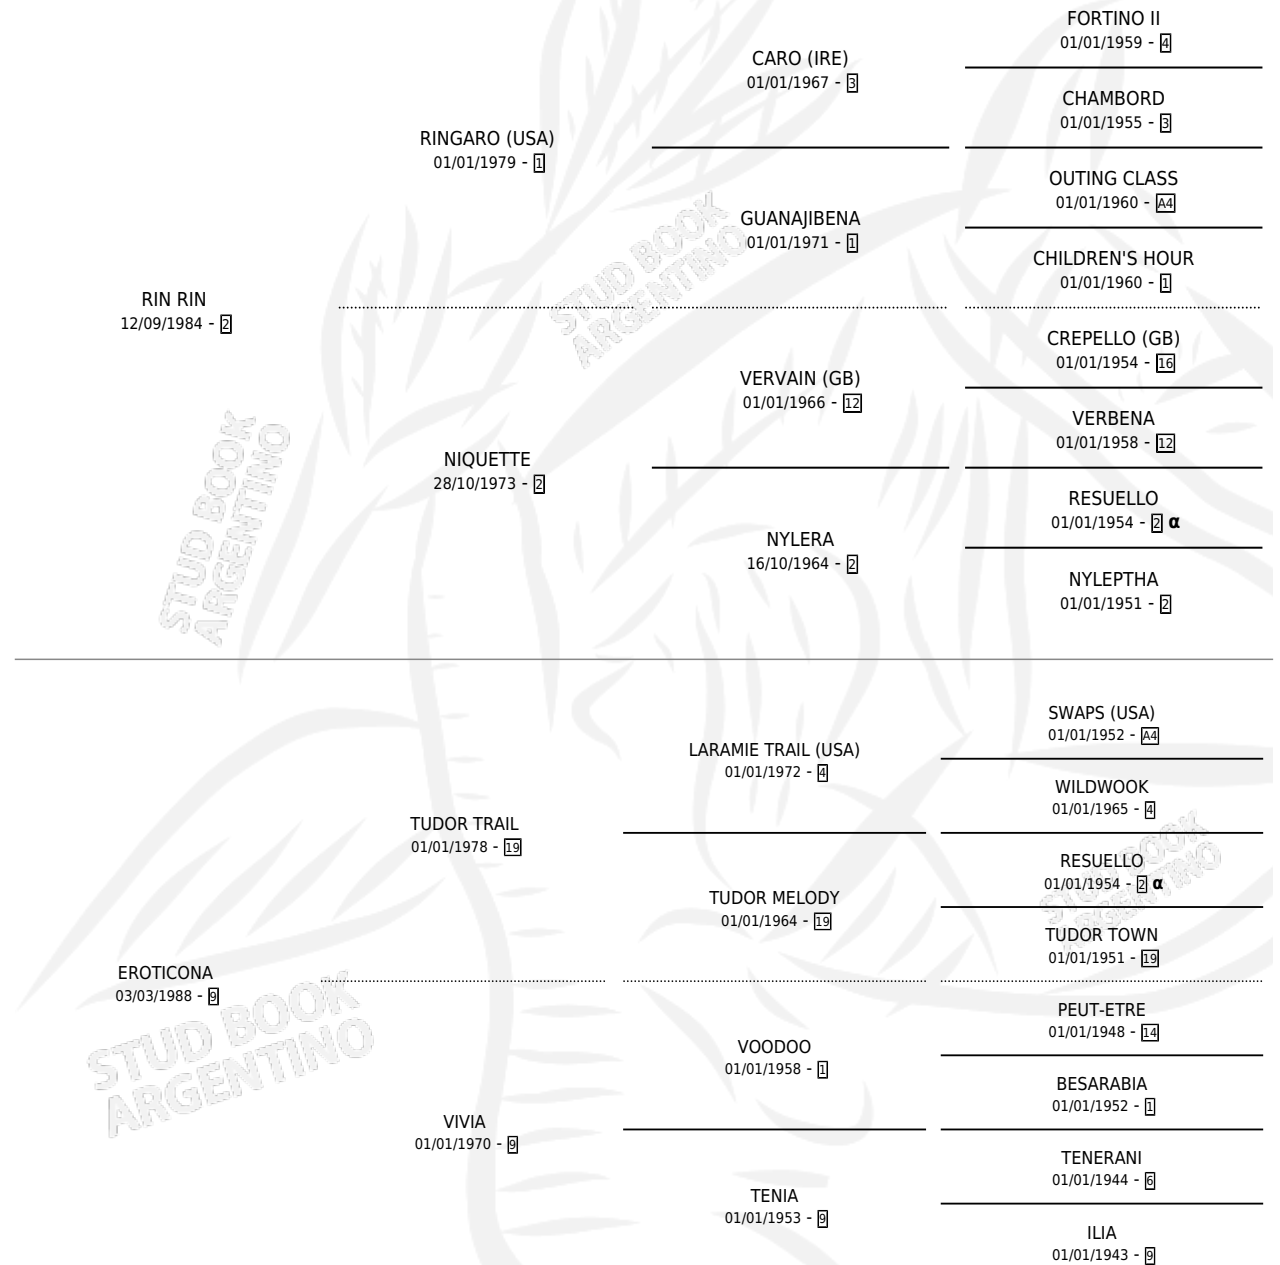 FORTINO II
01/01/1959 - 4
CARO (IRE)
01/01/1967 - 3
CHAMBORD
01/01/1955 - 3
RINGARO (USA)
01/01/1979 - 1
OUTING CLASS
01/01/1960 - A4
GUANAJIBENA
01/01/1971 - 1
CHILDREN'S HOUR
01/01/1960 - 1
RIN RIN
12/09/1984 - 2
CREPELLO (GB)
01/01/1954 - 16
VERVAIN (GB)
01/01/1966 - 12
VERBENA
01/01/1958 - 12
NIQUETTE
28/10/1973 - 2
RESUELLO
01/01/1954 - 2 α
NYLERA
16/10/1964 - 2
NYLEPTHA
01/01/1951 - 2
SWAPS (USA)
01/01/1952 - A4
LARAMIE TRAIL (USA)
01/01/1972 - 4
WILDWOOK
01/01/1965 - 4
TUDOR TRAIL
01/01/1978 - 19
RESUELLO
01/01/1954 - 2 α
TUDOR MELODY
01/01/1964 - 19
TUDOR TOWN
01/01/1951 - 19
EROTICONA
03/03/1988 - 9
PEUT-ETRE
01/01/1948 - 14
VOODOO
01/01/1958 - 1
BESARABIA
01/01/1952 - 1
VIVIA
01/01/1970 - 9
TENERANI
01/01/1944 - 6
TENIA
01/01/1953 - 9
ILIA
01/01/1943 - 9
STUD BOOK
ARGENTINO
STUD BOOK
ARGENTINO
STUD BOOK
ARGENTINO
STUD BOOK
ARGENTINO